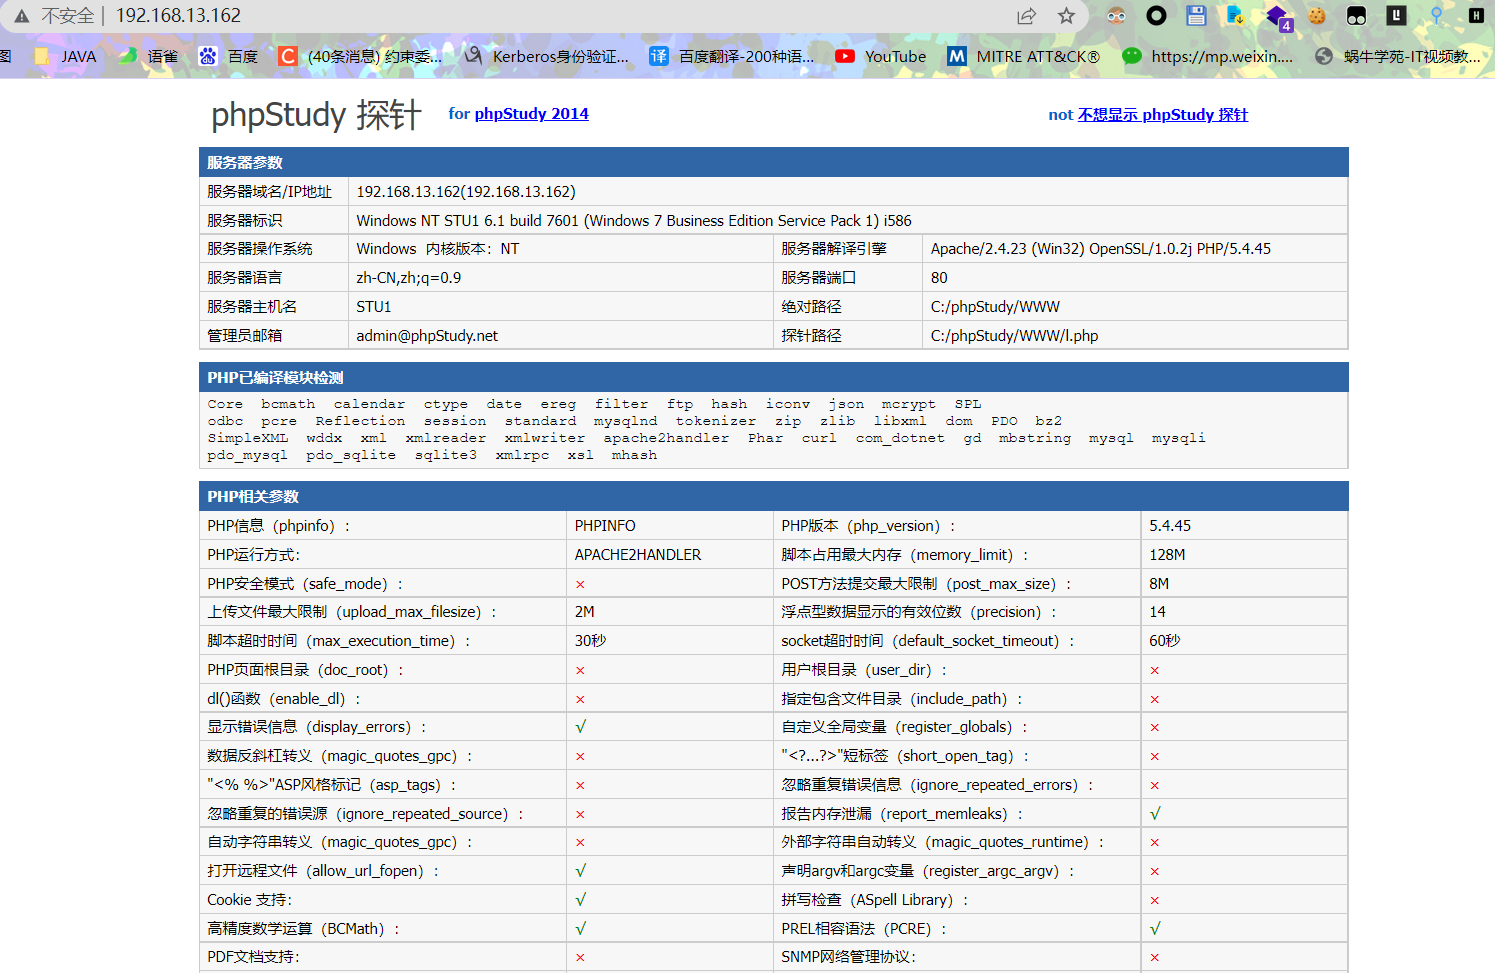 不安全 | 192.168.13.162
4
图 JAVA 语雀 百度 (40条消息) 约束委... Kerberos身份验证... 译 百度翻译-200种语... YouTube MITRE ATT&CK® https://mp.weixin.... 蜗牛学苑-IT视频教...
phpStudy 探针 for phpStudy 2014 not 不想显示 phpStudy 探针
服务器参数
服务器域名/IP地址 192.168.13.162(192.168.13.162)
服务器标识 Windows NT STU1 6.1 build 7601 (Windows 7 Business Edition Service Pack 1) i586
服务器操作系统 Windows 内核版本：NT 服务器解译引擎 Apache/2.4.23 (Win32) OpenSSL/1.0.2j PHP/5.4.45
服务器语言 zh-CN,zh;q=0.9 服务器端口 80
服务器主机名 STU1 绝对路径 C:/phpStudy/WWW
管理员邮箱 admin@phpStudy.net 探针路径 C:/phpStudy/WWW/l.php
PHP已编译模块检测
Core bcmath calendar ctype date ereg filter ftp hash iconv json mcrypt SPL
odbc pcre Reflection session standard mysqlnd tokenizer zip zlib libxml dom PDO bz2
SimpleXML wddx xml xmlreader xmlwriter apache2handler Phar curl com_dotnet gd mbstring mysql mysqli
pdo_mysql pdo_sqlite sqlite3 xmlrpc xsl mhash
PHP相关参数
PHP信息（phpinfo）： PHPINFO PHP版本（php_version）： 5.4.45
PHP运行方式： APACHE2HANDLER 脚本占用最大内存（memory_limit）： 128M
PHP安全模式（safe_mode）： × POST方法提交最大限制（post_max_size）： 8M
上传文件最大限制（upload_max_filesize）： 2M 浮点型数据显示的有效位数（precision）： 14
脚本超时时间（max_execution_time）： 30秒 socket超时时间（default_socket_timeout）： 60秒
PHP页面根目录（doc_root）： × 用户根目录（user_dir）： ×
dl()函数（enable_dl）： × 指定包含文件目录（include_path）： ×
显示错误信息（display_errors）： √ 自定义全局变量（register_globals）： ×
数据反斜杠转义（magic_quotes_gpc）： × "<?...?>"短标签（short_open_tag）： ×
"<% %>"ASP风格标记（asp_tags）： × 忽略重复错误信息（ignore_repeated_errors）： ×
忽略重复的错误源（ignore_repeated_source）： × 报告内存泄漏（report_memleaks）： √
自动字符串转义（magic_quotes_gpc）： × 外部字符串自动转义（magic_quotes_runtime）： ×
打开远程文件（allow_url_fopen）： √ 声明argv和argc变量（register_argc_argv）： ×
Cookie 支持： √ 拼写检查（ASpell Library）： ×
高精度数学运算（BCMath）： √ PREL相容语法（PCRE）： √
PDF文档支持： × SNMP网络管理协议： ×